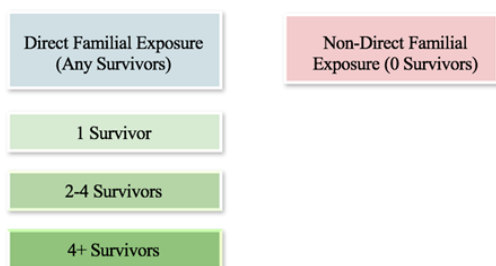 Direct Familial Exposure
(Any Survivors)
Non-Direct Familial
Exposure (0 Survivors)
1 Survivor
2-4 Survivors
4+ Survivors